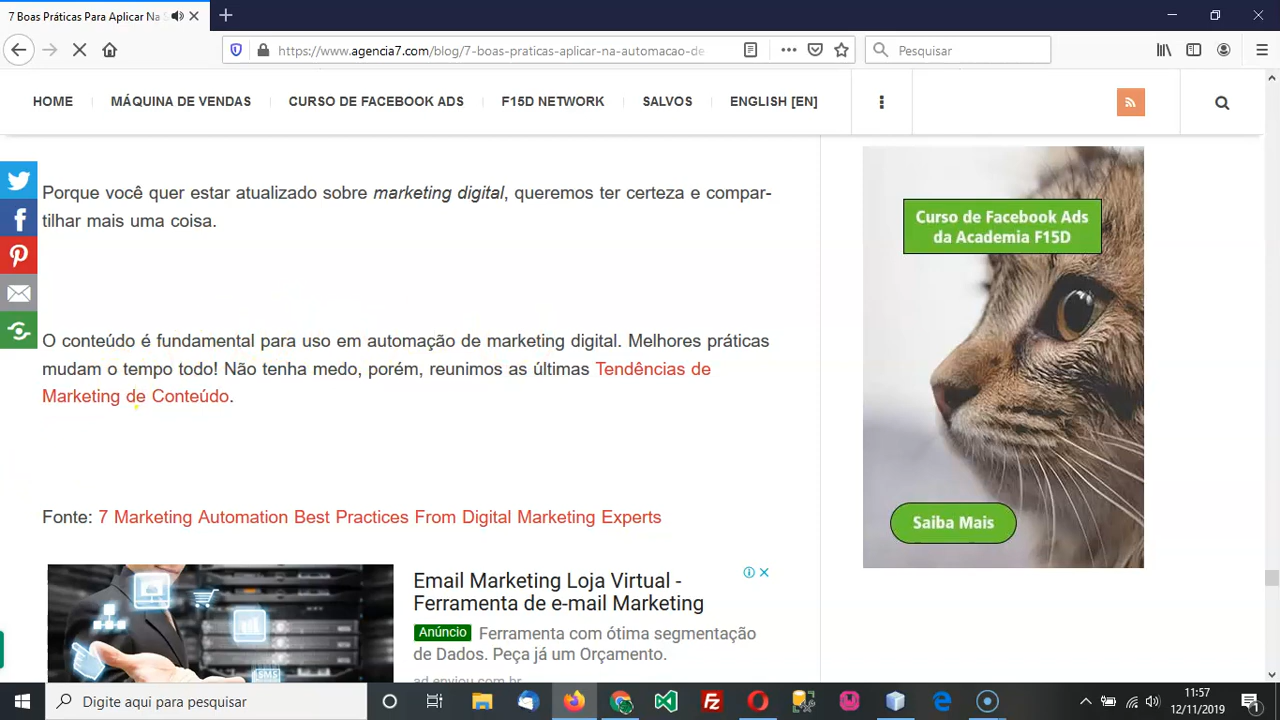 7 Boas Práticas Para Aplicar Na
https://www.agencia7.com/blog/7-boas-praticas-aplicar-na-automacao-de
Pesquisar
HOME
MÁQUINA DE VENDAS
CURSO DE FACEBOOK ADS
F15D NETWORK
SALVOS
ENGLISH [EN]
Porque você quer estar atualizado sobre marketing digital, queremos ter certeza e compar-
tilhar mais uma coisa.
Curso de Facebook Ads
da Academia F15D
O conteúdo é fundamental para uso em automação de marketing digital. Melhores práticas
mudam o tempo todo! Não tenha medo, porém, reunimos as últimas Tendências de
Marketing de Conteúdo.
Saiba Mais
Fonte: 7 Marketing Automation Best Practices From Digital Marketing Experts
Email Marketing Loja Virtual -
Ferramenta de e-mail Marketing
Anúncio Ferramenta com ótima segmentação
de Dados. Peça já um Orçamento.
ad.enviou.com.br
SMS
Digite aqui para pesquisar
11:57
12/11/2019
1